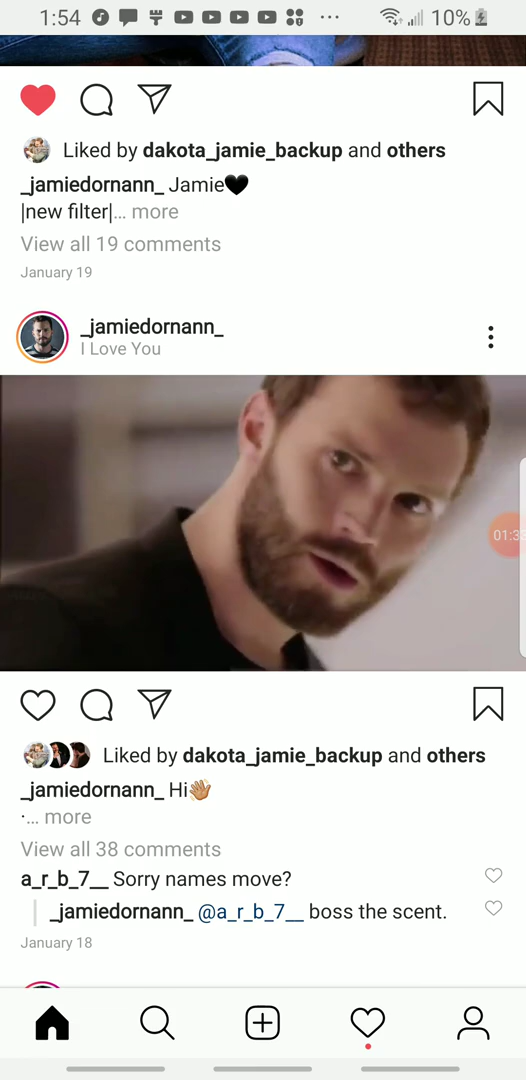 1:54
10%
Liked by dakota_jamie_backup and others
_jamiedornann_ Jamie🖤
|new filter|... more
View all 19 comments
January 19
_jamiedornann_
I Love You
01:3
Liked by dakota_jamie_backup and others
_jamiedornann_ Hi👋🏽
·... more
View all 38 comments
a_r_b_7__ Sorry names move?
_jamiedornann_ @a_r_b_7__ boss the scent.
January 18